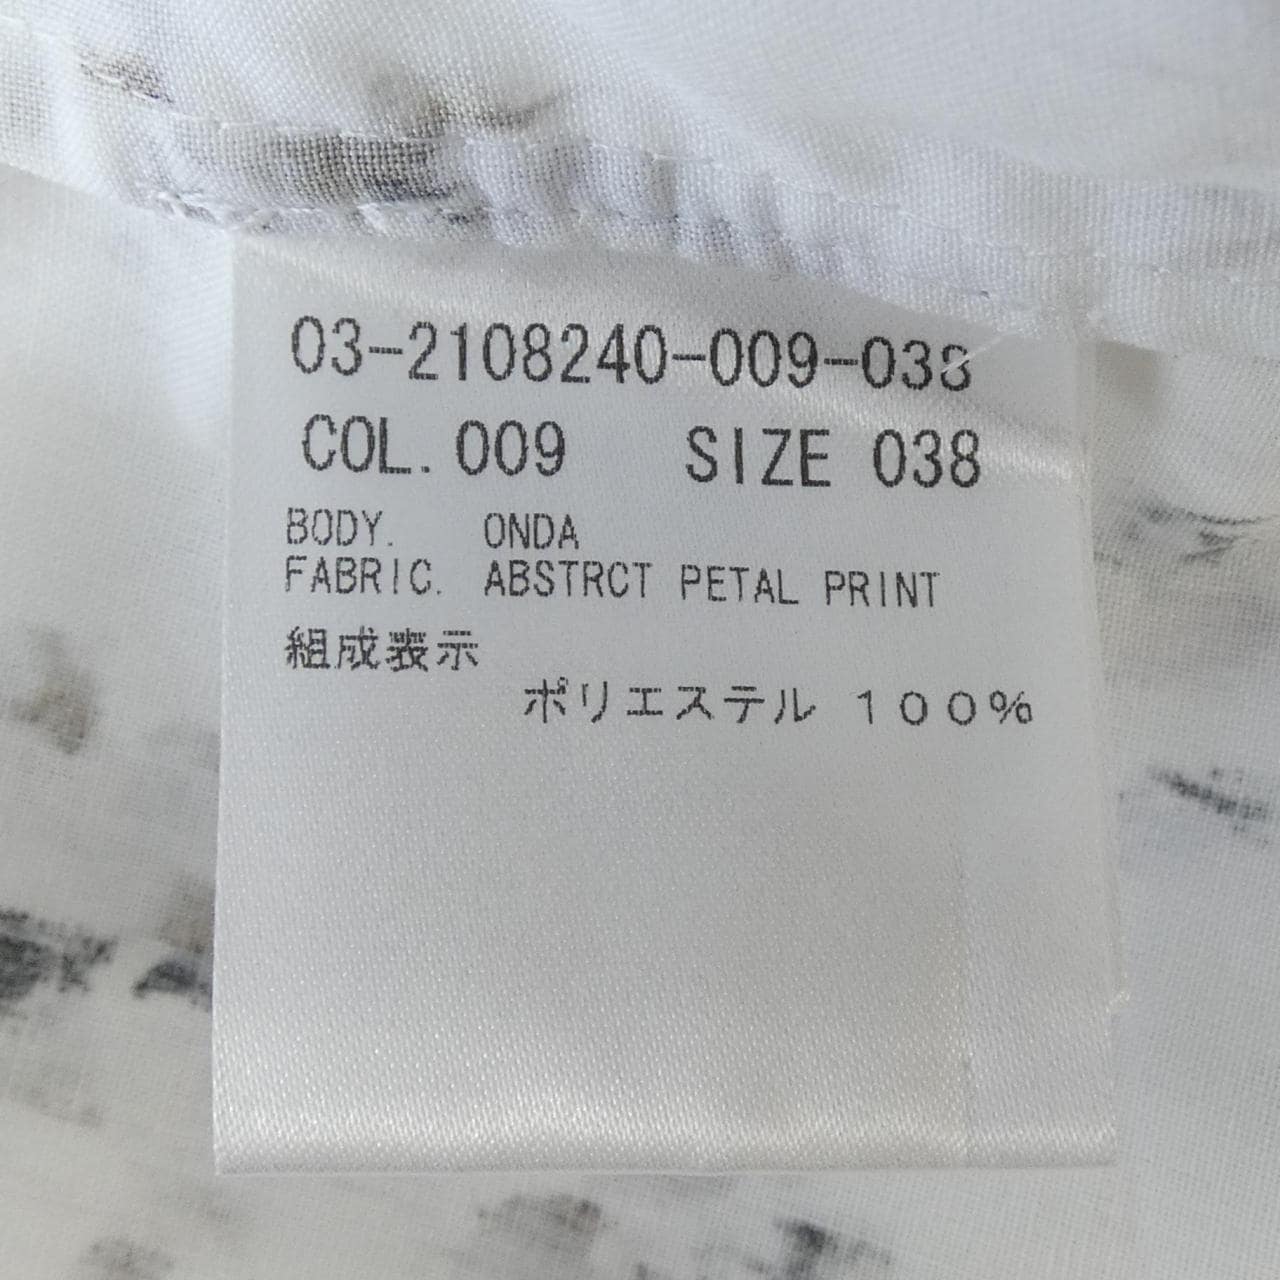 03-2108240-009-038
COL. 009 SIZE 038
BODY. ONDA
FABRIC. ABSTRCT PETAL PRINT
組成表示
ポリエステル １００％